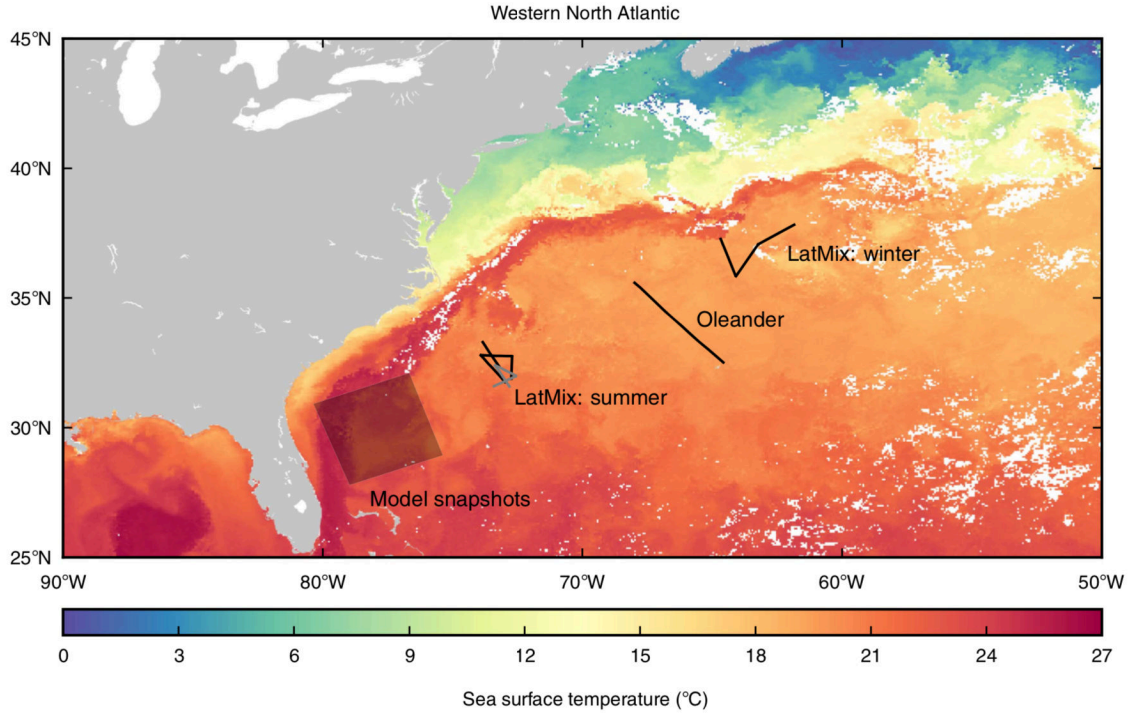 Western North Atlantic
45°N
40°N
LatMix: winter
35°N
Oleander
LatMix: summer
30°N
Model snapshots
25°N
90°W 80°W 70°W 60°W 50°W
0 3 6 9 12 15 18 21 24 27
Sea surface temperature (°C)